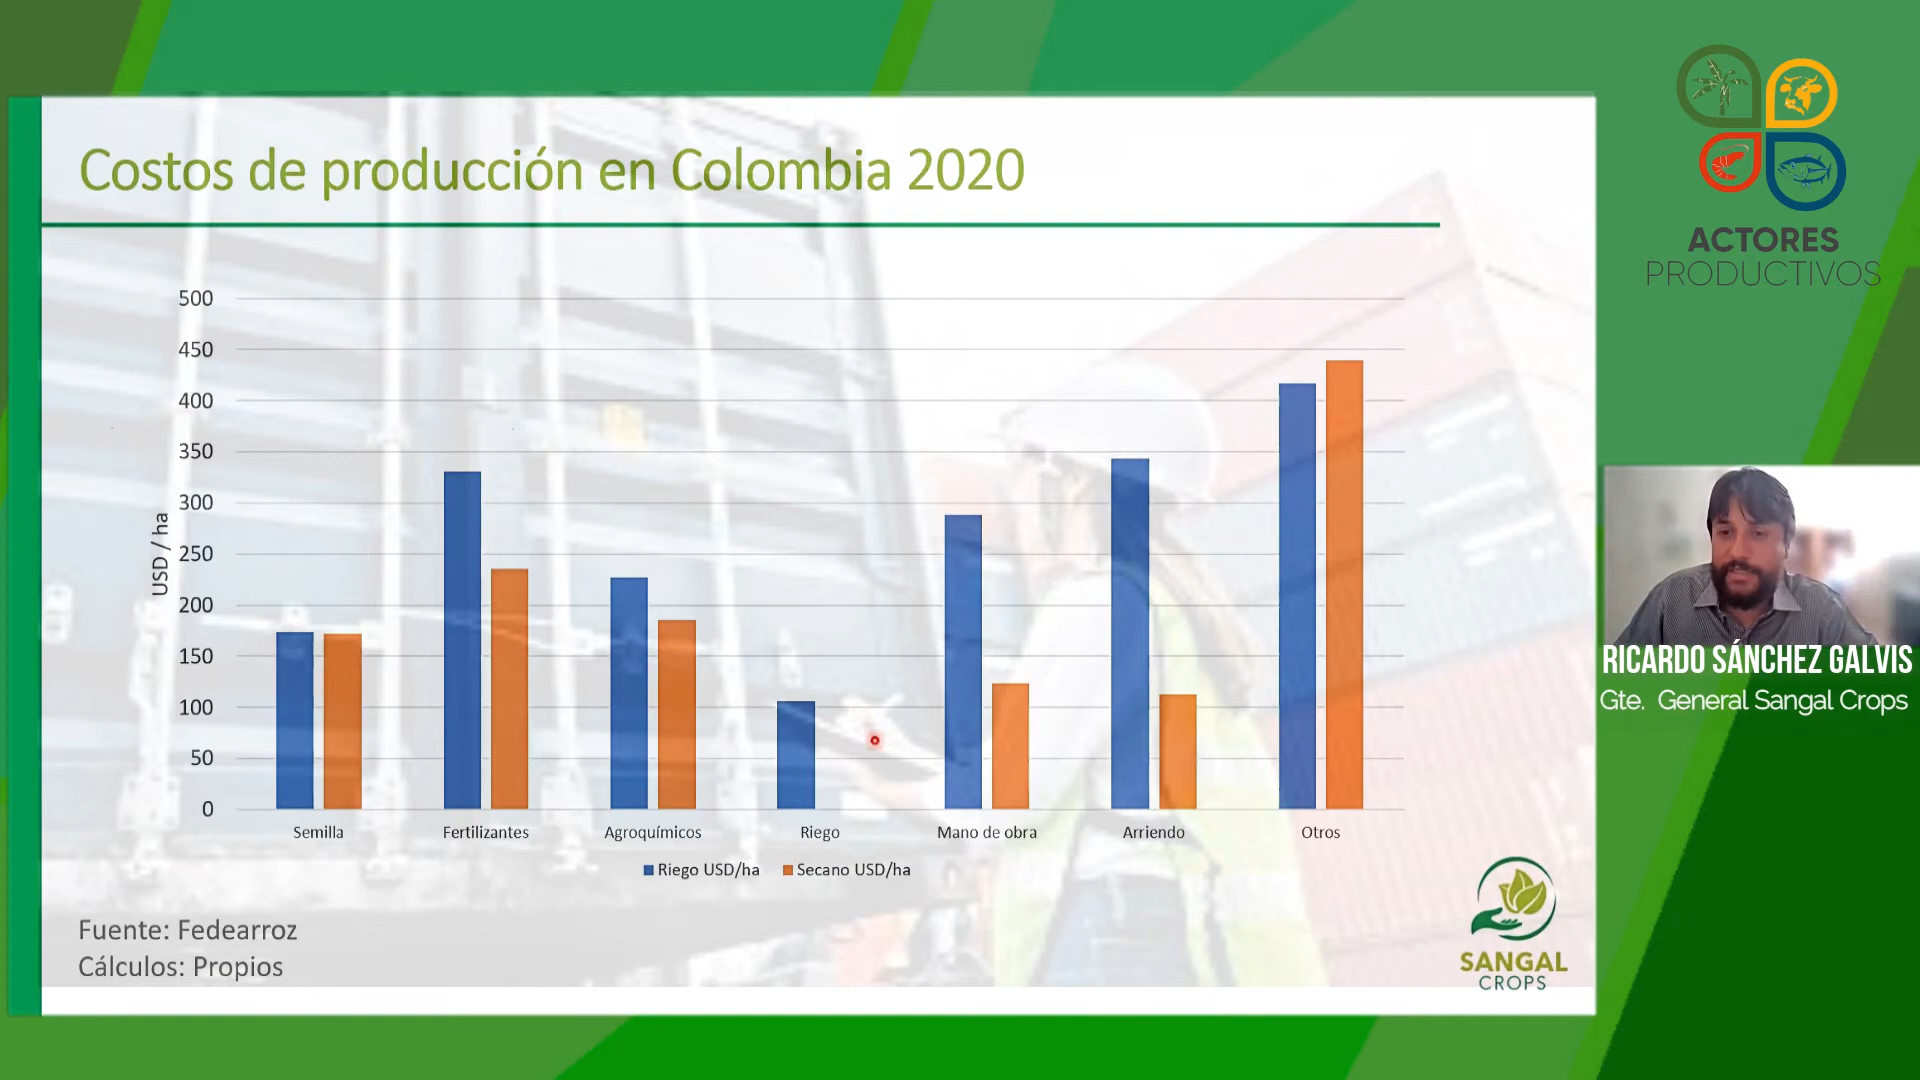 Costos de producción en Colombia 2020
ACTORES
PRODUCTIVOS
500
450
400
350
300
250
200
150
100
50
0
USD / ha
Semilla Fertilizantes Agroquímicos Riego Mano de obra Arriendo Otros
Riego USD/ha Secano USD/ha
Fuente: Fedearroz
Cálculos: Propios
SANGAL
CROPS
RICARDO SÁNCHEZ GALVIS
Gte. General Sangal Crops